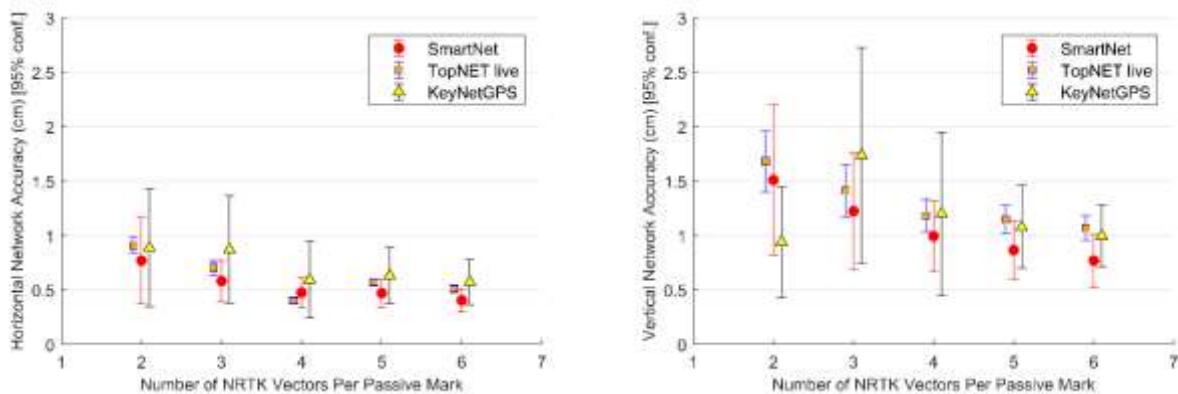 Horizontal Network Accuracy (cm) [95% conf.]
3
2.5
2
1.5
1
0.5
0
1 2 3 4 5 6 7
Number of NRTK Vectors Per Passive Mark
SmartNet
TopNET live
KeyNetGPS
Vertical Network Accuracy (cm) [95% conf.]
3
2.5
2
1.5
1
0.5
0
1 2 3 4 5 6 7
Number of NRTK Vectors Per Passive Mark
SmartNet
TopNET live
KeyNetGPS